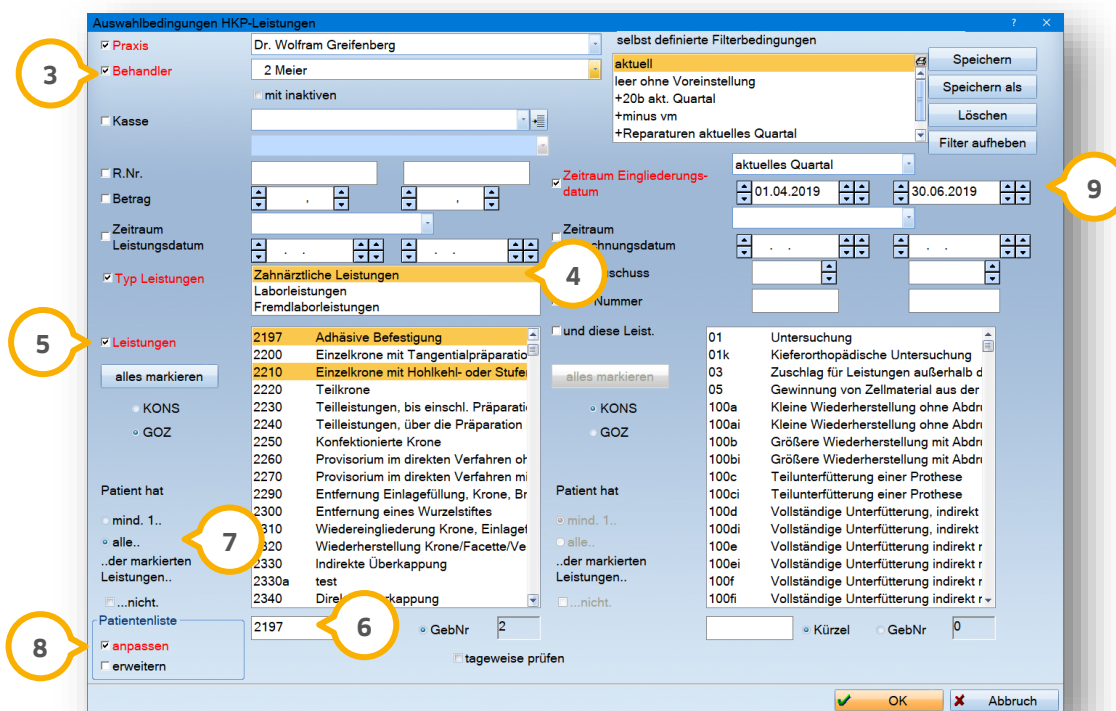 Auswahlbedingungen HKP-Leistungen
? ×
Praxis
Dr. Wolfram Greifenberg
selbst definierte Filterbedingungen
3
Behandler
2 Meier
mit inaktiven
aktuell
leer ohne Voreinstellung
+20b akt. Quartal
+minus vm
+Reparaturen aktuelles Quartal
Speichern
Speichern als
Löschen
Filter aufheben
Kasse
R.Nr.
Betrag
, ,
Zeitraum
Leistungsdatum
. . . .
aktuelles Quartal
Zeitraum Eingliederungs-
datum
01.04.2019
30.06.2019
9
Zeitraum
chnungsdatum
. . . .
uschuss
Nummer
Typ Leistungen
Zahnärztliche Leistungen
Laborleistungen
Fremdlaborleistungen
4
5
Leistungen
alles markieren
KONS
GOZ
Patient hat
mind. 1..
alle..
..der markierten
Leistungen..
...nicht.
7
2197 Adhäsive Befestigung
2200 Einzelkrone mit Tangentialpräparatio
2210 Einzelkrone mit Hohlkehl- oder Stufe
2220 Teilkrone
2230 Teilleistungen, bis einschl. Präparati
2240 Teilleistungen, über die Präparation
2250 Konfektionierte Krone
2260 Provisorium im direkten Verfahren oh
2270 Provisorium im direkten Verfahren mi
2290 Entfernung Einlagefüllung, Krone, Br
2300 Entfernung eines Wurzelstiftes
2310 Wiedereingliederung Krone, Einlagef
2320 Wiederherstellung Krone/Facette/Ve
2330 Indirekte Überkappung
2330a test
2340 Dire rkappung
und diese Leist.
alles markieren
KONS
GOZ
Patient hat
mind. 1..
alle..
..der markierten
Leistungen..
...nicht.
01 Untersuchung
01k Kieferorthopädische Untersuchung
03 Zuschlag für Leistungen außerhalb d
05 Gewinnung von Zellmaterial aus der
100a Kleine Wiederherstellung ohne Abdru
100ai Kleine Wiederherstellung ohne Abdru
100b Größere Wiederherstellung mit Abdru
100bi Größere Wiederherstellung mit Abdru
100c Teilunterfütterung einer Prothese
100ci Teilunterfütterung einer Prothese
100d Vollständige Unterfütterung, indirekt
100di Vollständige Unterfütterung, indirekt
100e Vollständige Unterfütterung indirekt r
100ei Vollständige Unterfütterung indirekt r
100f Vollständige Unterfütterung indirekt r
100fi Vollständige Unterfütterung indirekt r
Patientenliste
8
anpassen
erweitern
2197
6
GebNr
2
tageweise prüfen
Kürzel
GebNr
0
OK
Abbruch